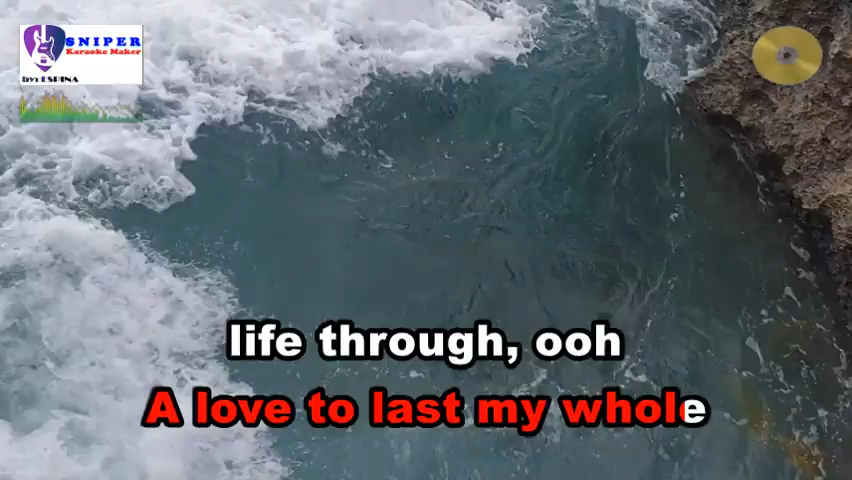 SNIPER
Karaoke Maker
BY: ESPINA
life through, ooh
A love to last my whole